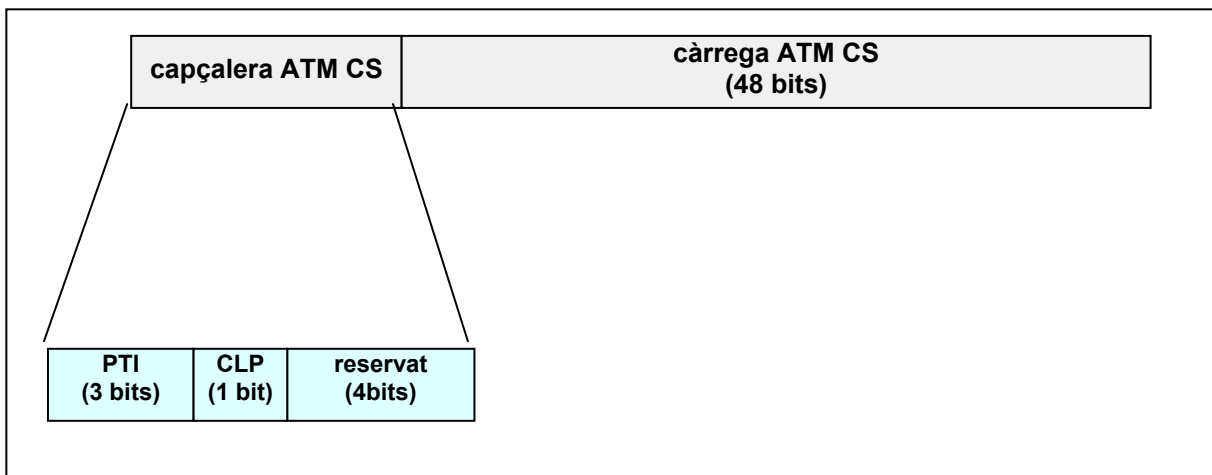 capçalera ATM CS
càrrega ATM CS
(48 bits)
PTI
(3 bits)
CLP
(1 bit)
reservat
(4bits)